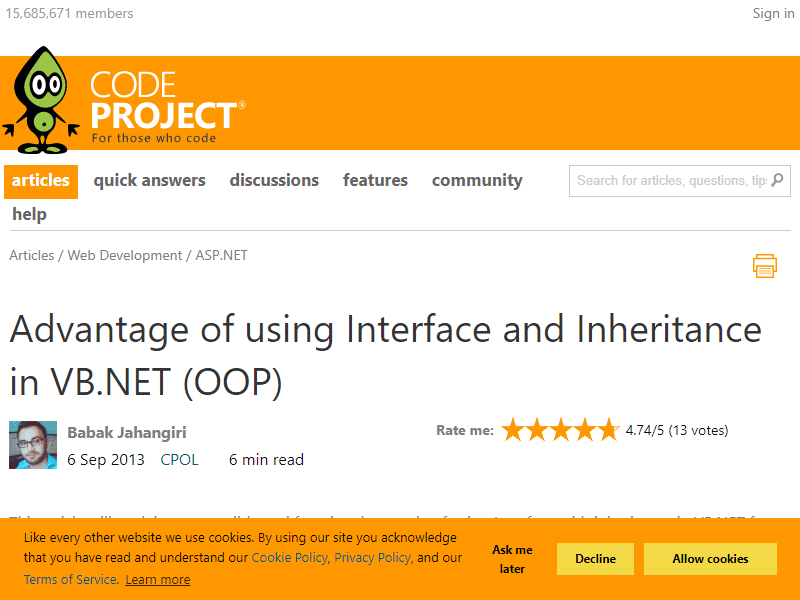 15,685,671 members
Sign in
CODE
PROJECT®
For those who code
articles quick answers discussions features community
Search for articles, questions, tips
help
Articles / Web Development / ASP.NET
Advantage of using Interface and Inheritance
in VB.NET (OOP)
Babak Jahangiri
Rate me: 4.74/5 (13 votes)
6 Sep 2013 CPOL 6 min read
Like every other website we use cookies. By using our site you acknowledge
that you have read and understand our Cookie Policy, Privacy Policy, and our
Terms of Service. Learn more
Ask me
later
Decline
Allow cookies